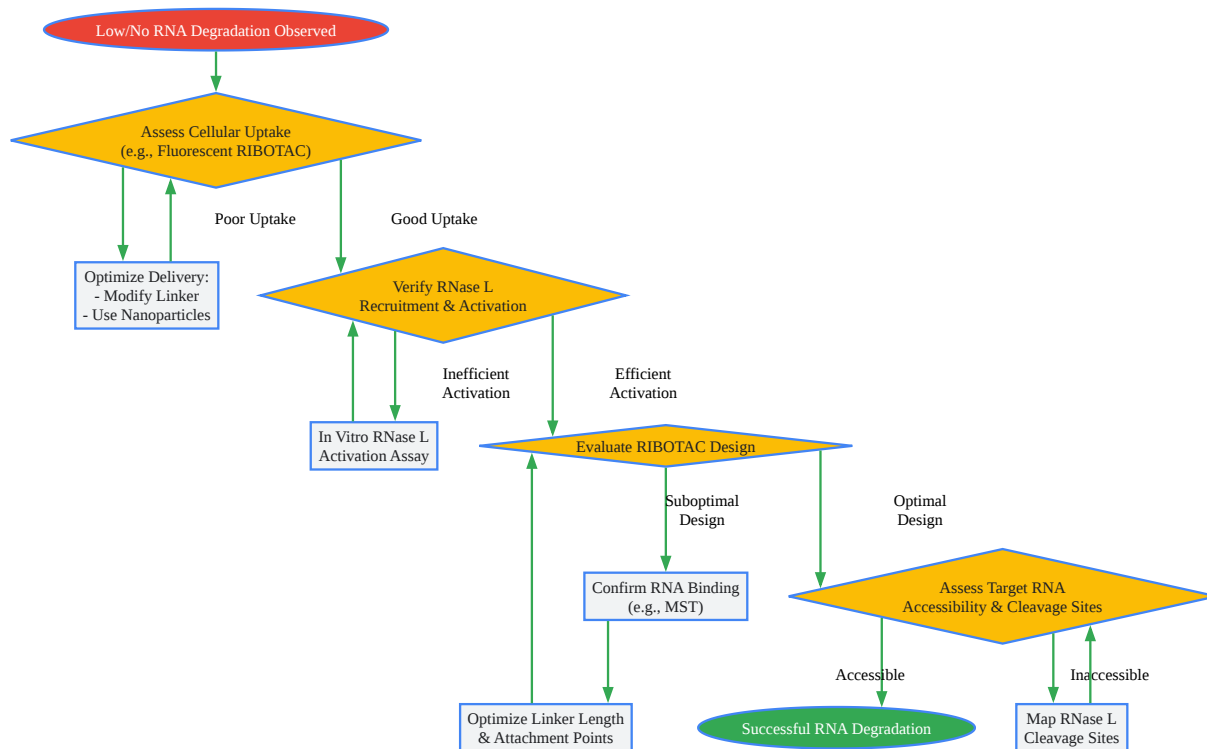 Low/No RNA Degradation Observed
Assess Cellular Uptake
(e.g., Fluorescent RIBOTAC)
Poor Uptake
Good Uptake
Optimize Delivery:
- Modify Linker
- Use Nanoparticles
Verify RNase L
Recruitment & Activation
Inefficient
Activation
Efficient
Activation
In Vitro RNase L
Activation Assay
Evaluate RIBOTAC Design
Suboptimal
Design
Optimal
Design
Confirm RNA Binding
(e.g., MST)
Assess Target RNA
Accessibility & Cleavage Sites
Accessible
Inaccessible
Optimize Linker Length
& Attachment Points
Successful RNA Degradation
Map RNase L
Cleavage Sites